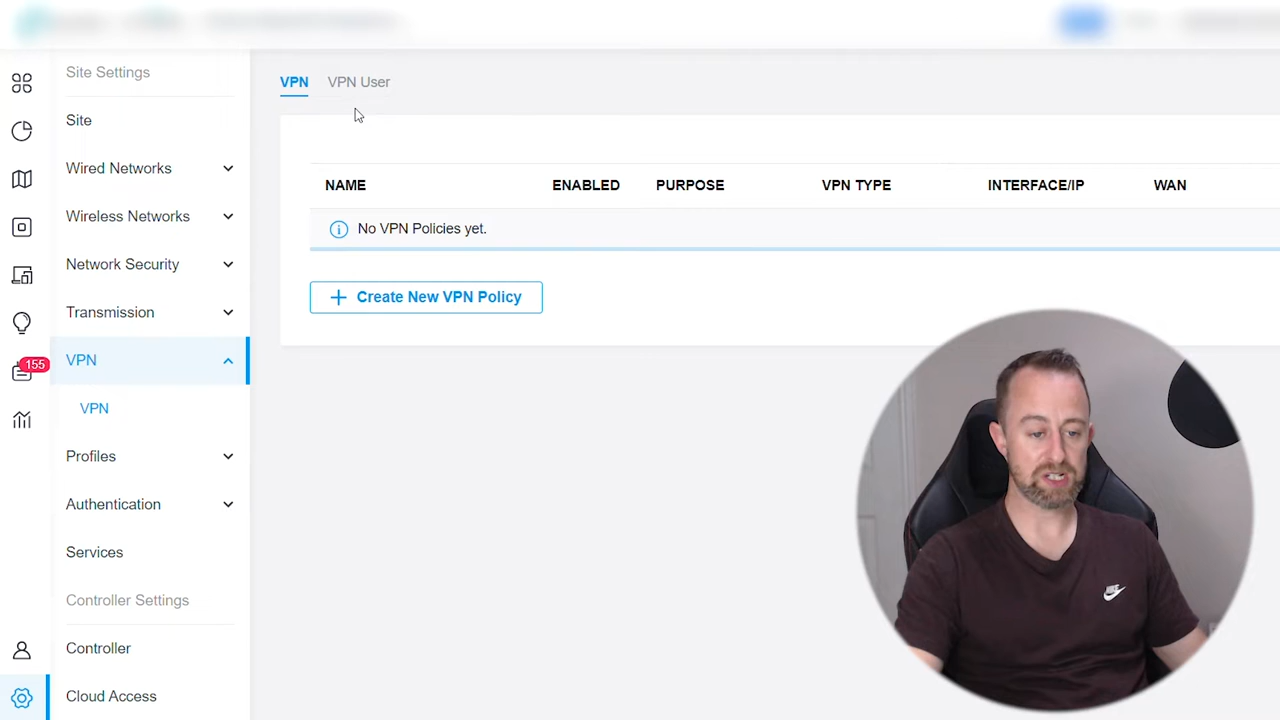 Site Settings
Site
Wired Networks
Wireless Networks
Network Security
Transmission
VPN
VPN
Profiles
Authentication
Services
Controller Settings
Controller
Cloud Access
155
VPN VPN User
NAME ENABLED PURPOSE VPN TYPE INTERFACE/IP WAN
No VPN Policies yet.
Create New VPN Policy